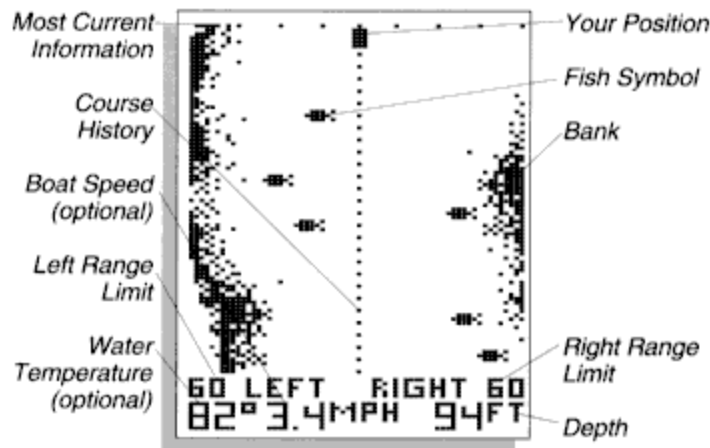 Most Current
Information
Your Position
Fish Symbol
Course
History
Bank
Boat Speed
(optional)
Left Range
Limit
Water
Temperature
(optional)
Right Range
Limit
Depth
60 LEFT RIGHT 60
82° 3.4MPH 94FT